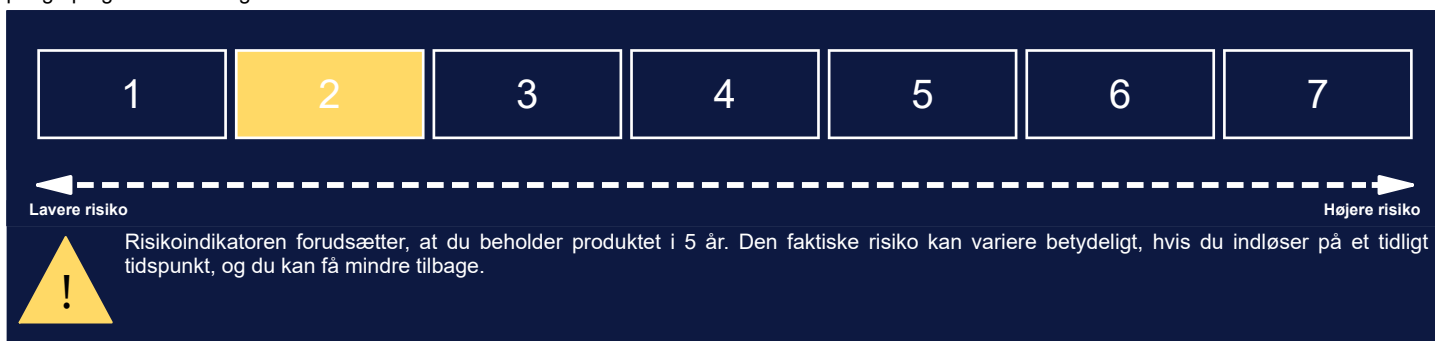 1 2 3 4 5 6 7
Lavere risiko Højere risiko
Risikoindikatoren forudsætter, at du beholder produktet i 5 år. Den faktiske risiko kan variere betydeligt, hvis du indløser på et tidligt
tidspunkt, og du kan få mindre tilbage.
!